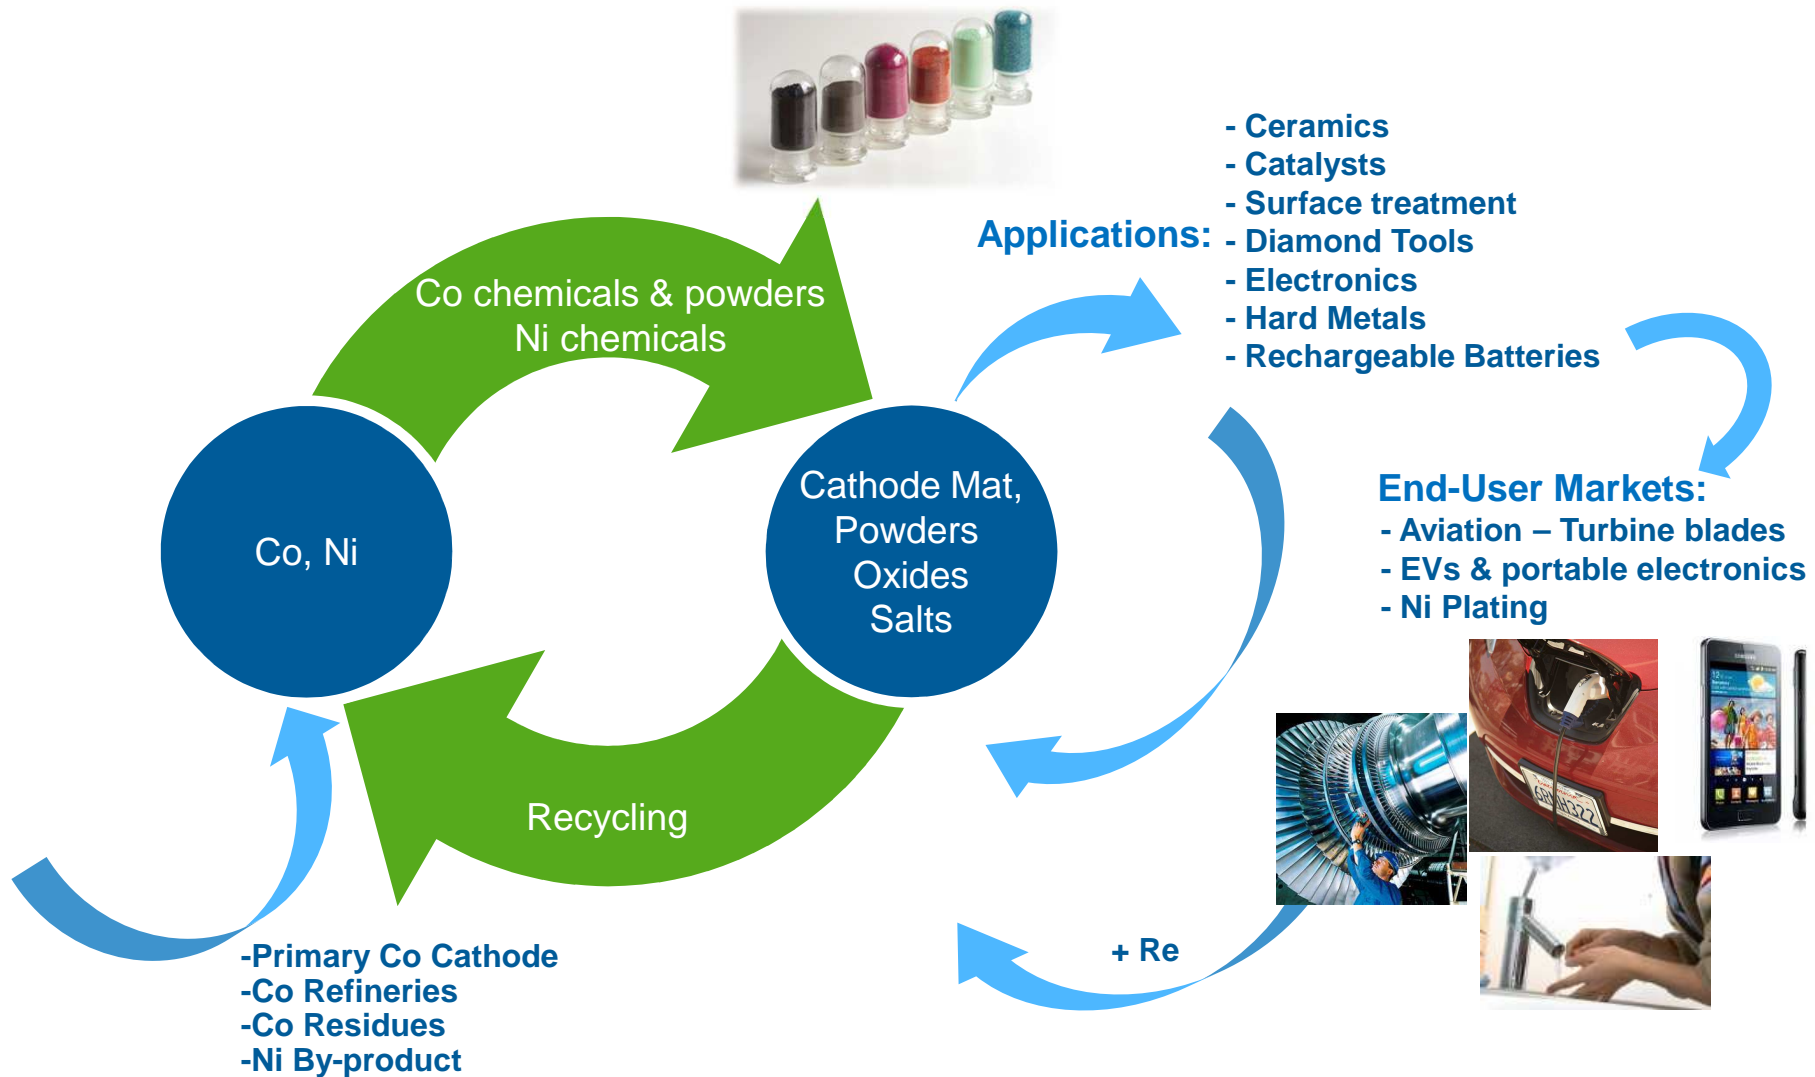 - Ceramics
- Catalysts
- Surface treatment
Applications:
- Diamond Tools
- Electronics
- Hard Metals
- Rechargeable Batteries
Co chemicals & powders
Ni chemicals
Co, Ni
Cathode Mat,
Powders
Oxides
Salts
End-User Markets:
- Aviation – Turbine blades
- EVs & portable electronics
- Ni Plating
SAMSUNG
Recycling
+ Re
-Primary Co Cathode
-Co Refineries
-Co Residues
-Ni By-product